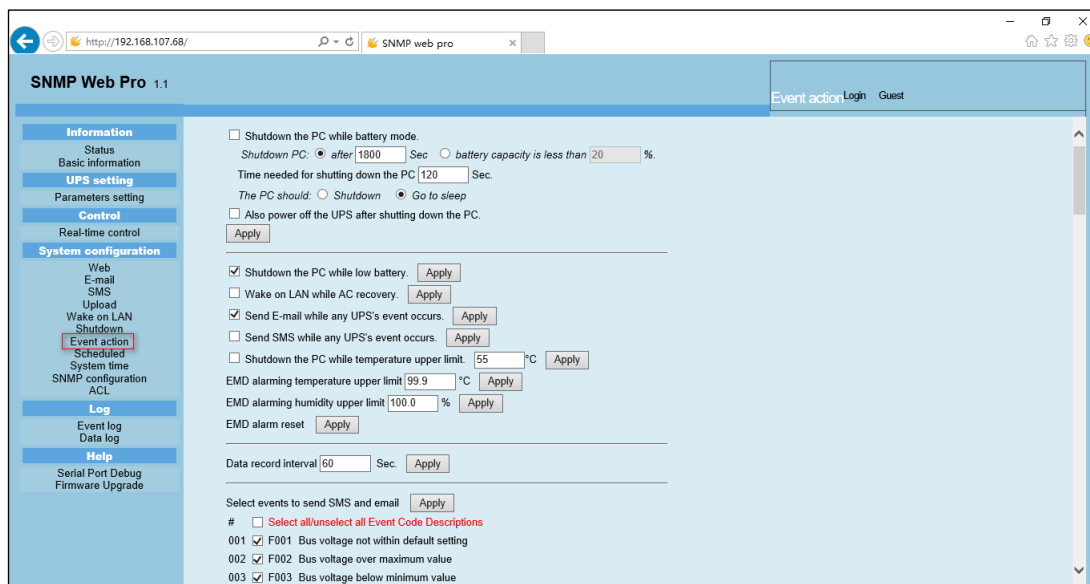 http://192.168.107.68/
SNMP web pro
SNMP Web Pro 1.1
Event action Login Guest
Information
Status
Basic information
UPS setting
Parameters setting
Control
Real-time control
System configuration
Web
E-mail
SMS
Upload
Wake on LAN
Shutdown
Event action
Scheduled
System time
SNMP configuration
ACL
Log
Event log
Data log
Help
Serial Port Debug
Firmware Upgrade
Shutdown the PC while battery mode.
Shutdown PC: after 1800 Sec battery capacity is less than 20 %.
Time needed for shutting down the PC 120 Sec.
The PC should: Shutdown Go to sleep
Also power off the UPS after shutting down the PC.
Apply
Shutdown the PC while low battery. Apply
Wake on LAN while AC recovery. Apply
Send E-mail while any UPS's event occurs. Apply
Send SMS while any UPS's event occurs. Apply
Shutdown the PC while temperature upper limit. 55 °C Apply
EMD alarming temperature upper limit 99.9 °C Apply
EMD alarming humidity upper limit 100.0 % Apply
EMD alarm reset Apply
Data record interval 60 Sec. Apply
Select events to send SMS and email Apply
# Select all/unselect all Event Code Descriptions
001 F001 Bus voltage not within default setting
002 F002 Bus voltage over maximum value
003 F003 Bus voltage below minimum value